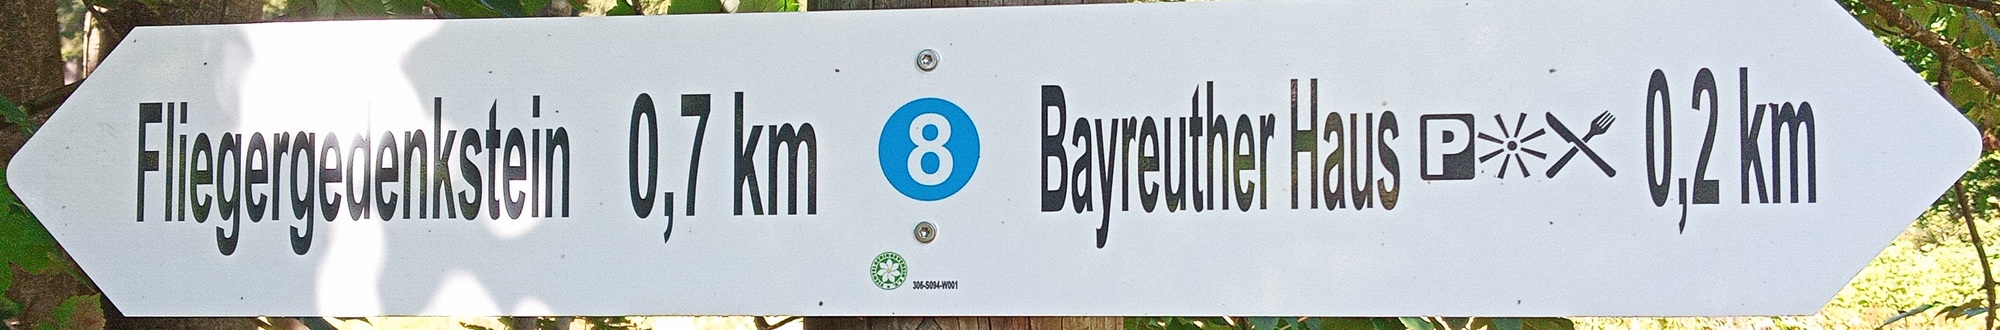 Fliegergedenkstein 0,7 km 8 Bayreuther Haus P 0,2 km
306-S094-W001